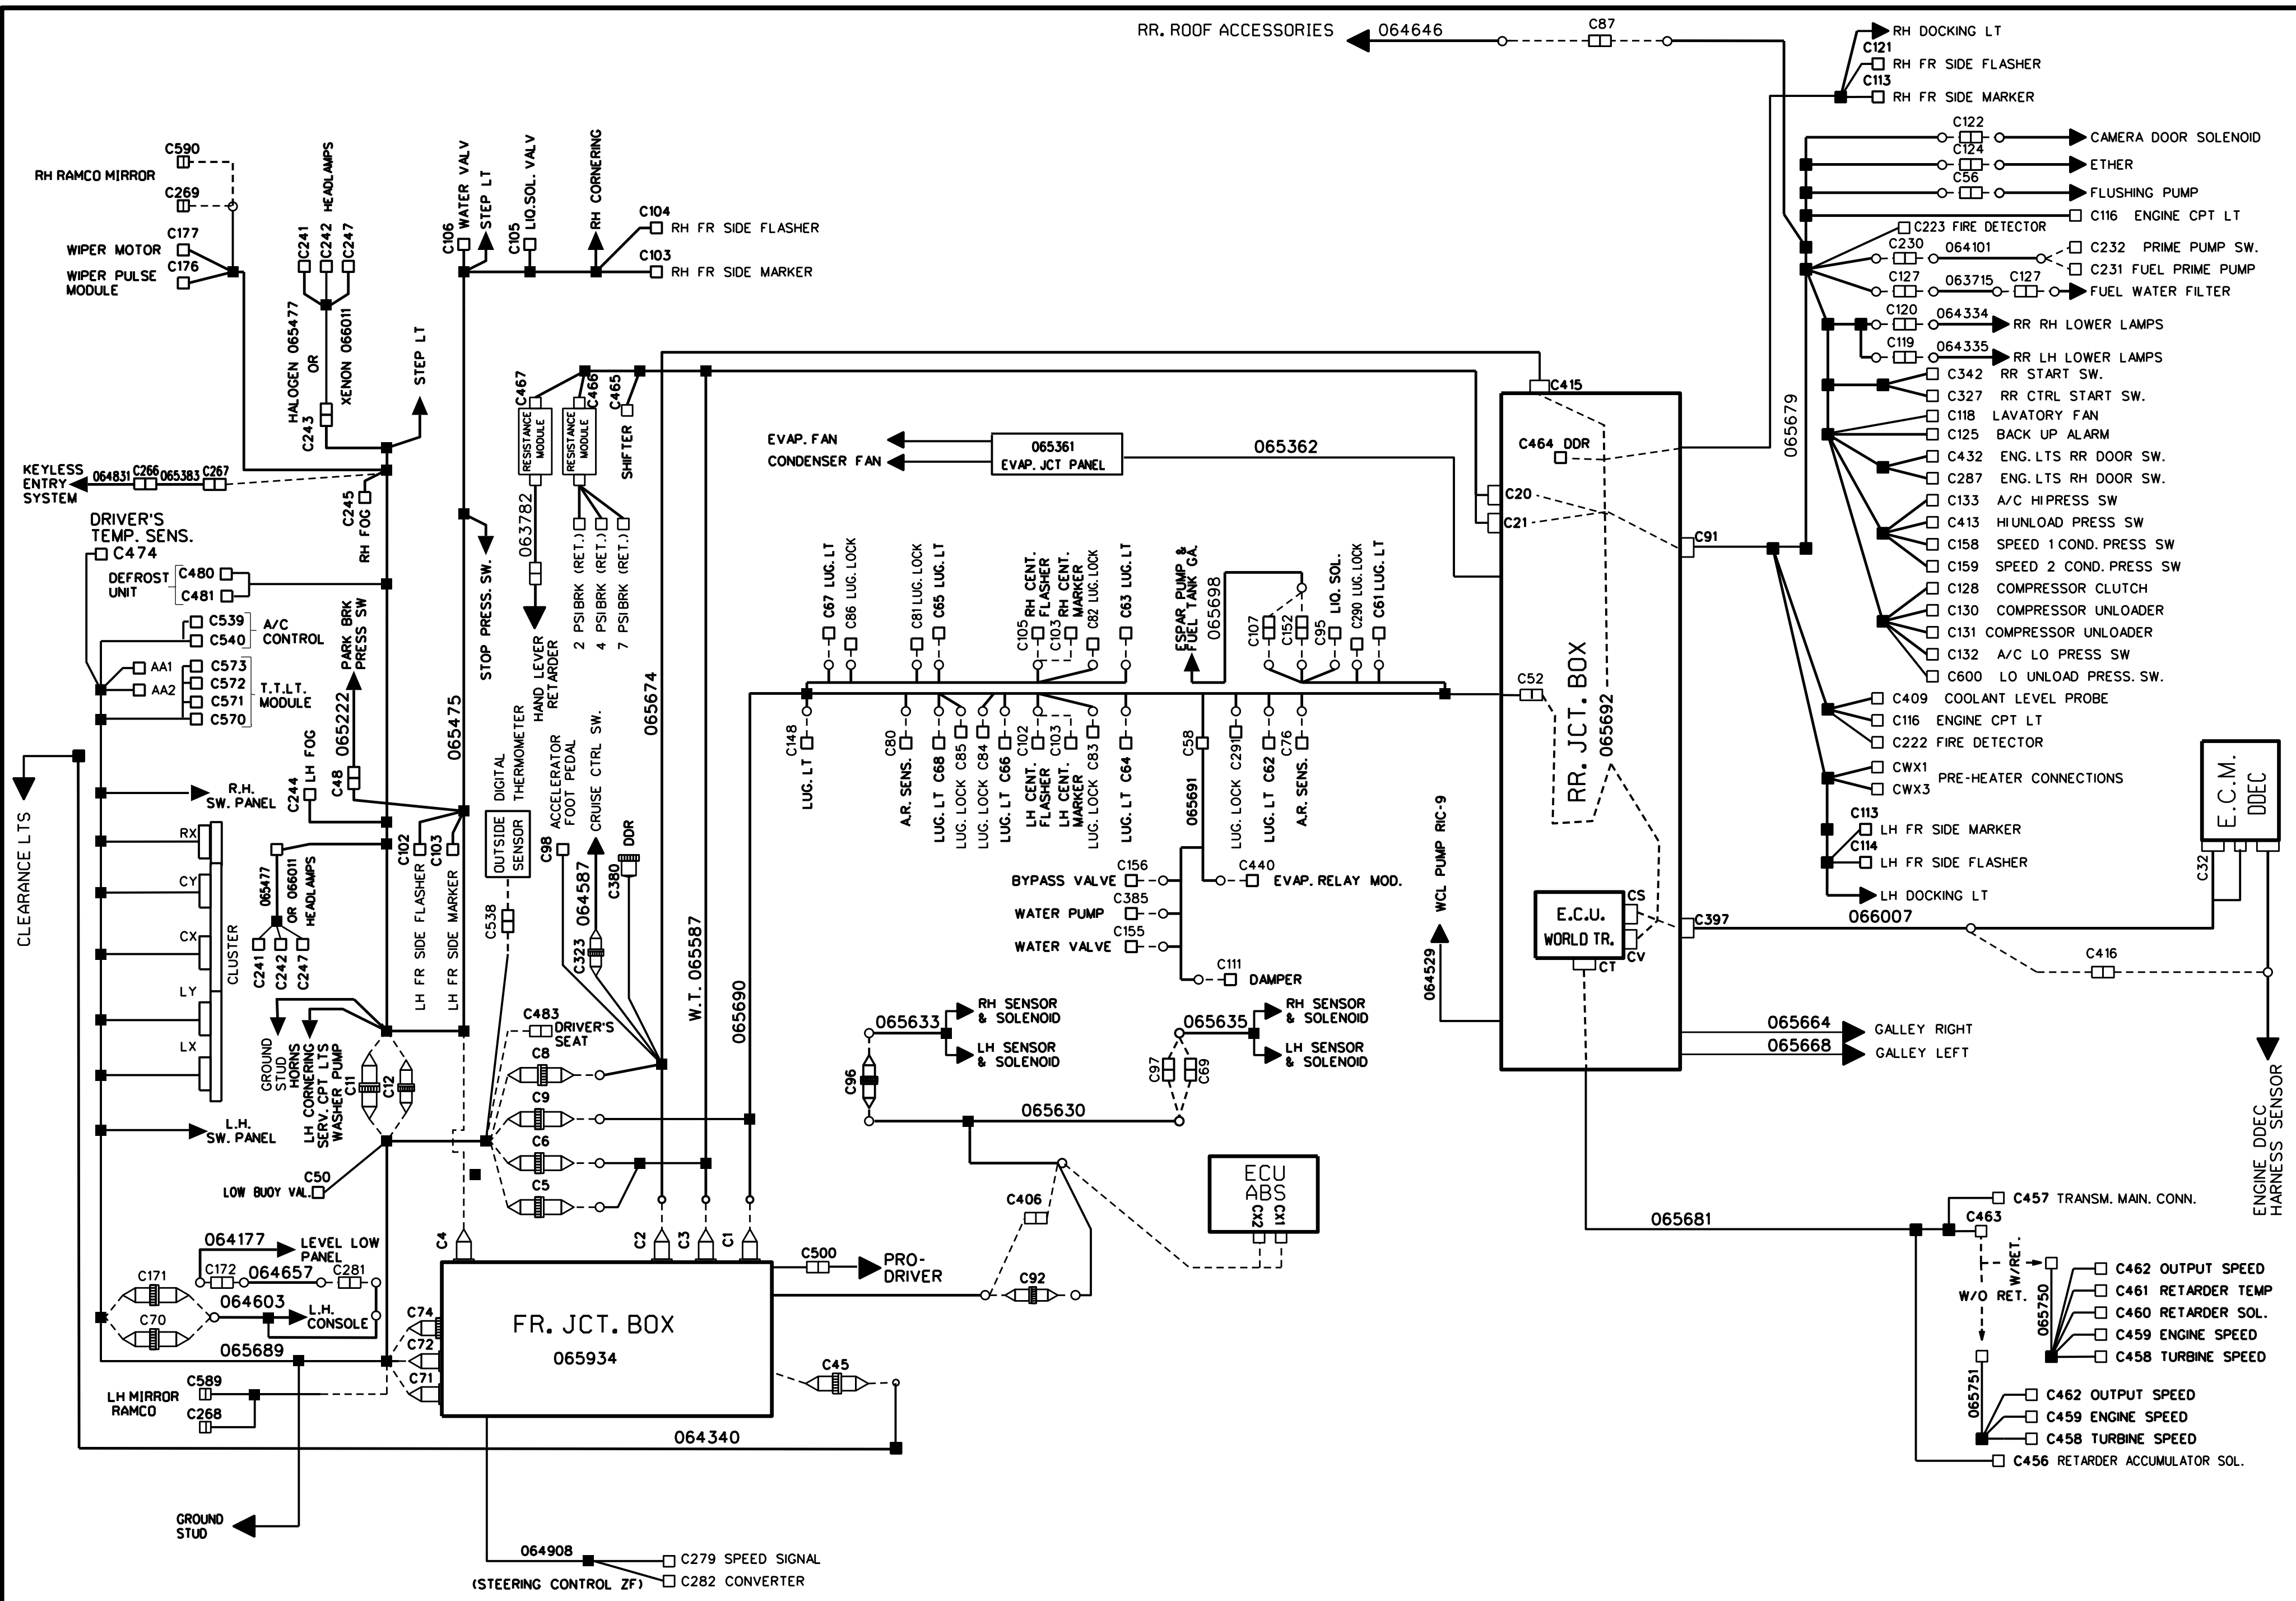 RR. ROOF ACCESSORIES
064646
C87
RH DOCKING LT
C121
RH FR SIDE FLASHER
C113
RH FR SIDE MARKER
C122
CAMERA DOOR SOLENOID
C124
ETHER
C56
FLUSHING PUMP
C116 ENGINE CPT LT
C223 FIRE DETECTOR
C230
064101
C232 PRIME PUMP SW.
C231 FUEL PRIME PUMP
C127
063715
C127
FUEL WATER FILTER
C120
064334
RR RH LOWER LAMPS
C119
064335
RR LH LOWER LAMPS
C342 RR START SW.
C327 RR CTRL START SW.
C118 LAVATORY FAN
C125 BACK UP ALARM
C432 ENG. LTS RR DOOR SW.
C287 ENG. LTS RH DOOR SW.
C133 A/C HIPRESS SW
C413 HIUNLOAD PRESS SW
C158 SPEED 1 COND. PRESS SW
C159 SPEED 2 COND. PRESS SW
C128 COMPRESSOR CLUTCH
C130 COMPRESSOR UNLOADER
C131 COMPRESSOR UNLOADER
C132 A/C LO PRESS SW
C600 LO UNLOAD PRESS. SW.
C409 COOLANT LEVEL PROBE
C116 ENGINE CPT LT
C222 FIRE DETECTOR
CWX1
CWX3
PRE-HEATER CONNECTIONS
C113
LH FR SIDE MARKER
C114
LH FR SIDE FLASHER
LH DOCKING LT
065679
C590
RH RAMCO MIRROR
C269
C177
WIPER MOTOR
C176
WIPER PULSE
MODULE
C241
C242
C247
HEADLAMPS
HALOGEN 065477
OR
XENON 066011
C243
STEP LT
C106
WATER VALV
STEP LT
C105
LIQ.SOL. VALV
RH CORNERING
C104
RH FR SIDE FLASHER
C103
RH FR SIDE MARKER
KEYLESS
ENTRY
SYSTEM
064831
C266
065383
C267
C245
RH FOG
DRIVER'S
TEMP. SENS.
C474
DEFROST
UNIT
C480
C481
C539
C540
A/C
CONTROL
AA1
AA2
C573
C572
C571
C570
T.T.LT.
MODULE
PARK BRK
PRESS SW
065222
C48
C244
LH FOG
R.H.
SW. PANEL
RX
CY
CX
LY
LX
CLUSTER
L.H.
SW. PANEL
CLEARANCE LTS
065477
OR 066011
HEADLAMPS
C241
C242
C247
GROUND
STUD
HORNS
LH CORNERING
SERV. CPT LTS
WASHER PUMP
C11
C12
C50
LOW BUOY VAL.
065475
STOP PRESS. SW.
C102
C103
LH FR SIDE FLASHER
LH FR SIDE MARKER
C467
C466
C465
RESISTANCE
MODULE
RESISTANCE
MODULE
SHIFTER
063782
2 PSIBRK (RET.)
4 PSIBRK (RET.)
7 PSIBRK (RET.)
HAND LEVER
RETARDER
065674
DIGITAL
THERMOMETER
OUTSIDE
SENSOR
C538
ACCELERATOR
FOOT PEDAL
C98
CRUISE CTRL SW.
064587
C323
C380
DDR
W.T. 065587
065690
C483
DRIVER'S
SEAT
C8
C9
C6
C5
C4
C2
C3
C1
EVAP. FAN
CONDENSER FAN
065361
EVAP. JCT PANEL
065362
C67 LUG. LT
C86 LUG. LOCK
C81 LUG. LOCK
C65 LUG. LT
C105 RH CENT.
FLASHER
C103 RH CENT.
MARKER
C82 LUG. LOCK
C63 LUG. LT
ESPAR PUMP &
FUEL TANK GA.
065698
C107
C152
C95 LIQ. SOL.
C290 LUG. LOCK
C61 LUG. LT
LUG. LT C148
A.R. SENS. C80
LUG. LT C68
LUG. LOCK C85
LUG. LOCK C84
LUG. LT C66
LH CENT. C102
FLASHER
LH CENT. C103
MARKER
LUG. LOCK C83
LUG. LT C64
C58
065691
LUG. LOCK C291
LUG. LT C62
A.R. SENS. C76
C156
BYPASS VALVE
C440
EVAP. RELAY MOD.
C385
WATER PUMP
C155
WATER VALVE
C111
DAMPER
WCL PUMP RIC-9
064529
RH SENSOR
& SOLENOID
065633
LH SENSOR
& SOLENOID
C96
065635
RH SENSOR
& SOLENOID
LH SENSOR
& SOLENOID
C97
C69
065630
C406
ECU
ABS
CX2
CX1
C92
C415
C464 DDR
C20
C21
C91
C52
RR. JCT. BOX
065692
E.C.U.
WORLD TR.
CS
CV
CT
C397
066007
C416
C32
E.C.M.
DDEC
ENGINE DDEC
HARNESS SENSOR
065664
GALLEY RIGHT
065668
GALLEY LEFT
065681
C457 TRANSM. MAIN. CONN.
C463
W/RET.
W/O RET.
065750
C462 OUTPUT SPEED
C461 RETARDER TEMP
C460 RETARDER SOL.
C459 ENGINE SPEED
C458 TURBINE SPEED
065751
C462 OUTPUT SPEED
C459 ENGINE SPEED
C458 TURBINE SPEED
C456 RETARDER ACCUMULATOR SOL.
064177
LEVEL LOW
PANEL
C171
C172
064657
C281
064603
L.H.
CONSOLE
C70
065689
C589
LH MIRROR
RAMCO
C268
C74
C72
C71
FR. JCT. BOX
065934
C500
PRO-
DRIVER
C45
064340
GROUND
STUD
064908
C279 SPEED SIGNAL
(STEERING CONTROL ZF)
C282 CONVERTER